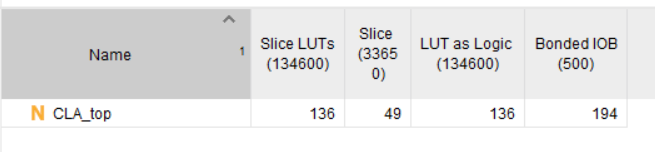 Name 1
Slice LUTs
(134600)
Slice
(3365
0)
LUT as Logic
(134600)
Bonded IOB
(500)
N CLA_top 136 49 136 194